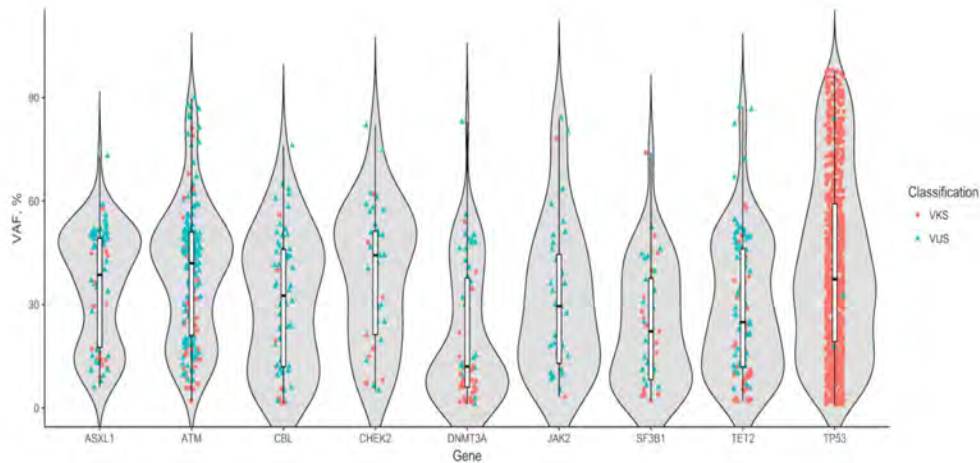 VAF, %
90
60
30
0
ASXL1 ATM CBL CHEK2 DNMT3A JAK2 SF3B1 TET2 TP53
Gene
Classification
VKS
VUS